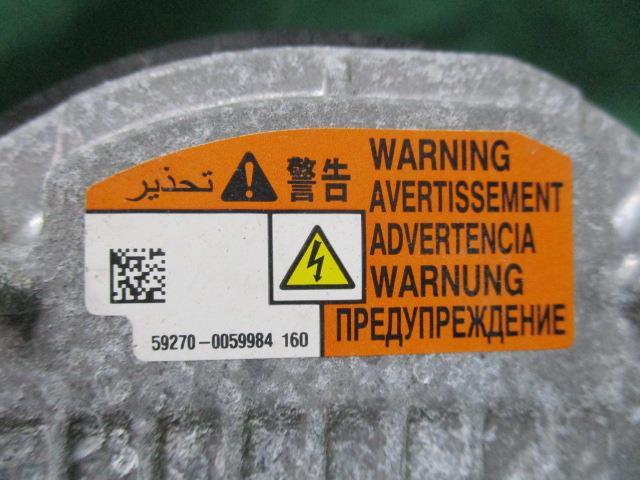 تحذير 警告 WARNING
AVERTISSEMENT
ADVERTENCIA
WARNUNG
ПРЕДУПРЕЖДЕНИЕ
59270-0059984 160